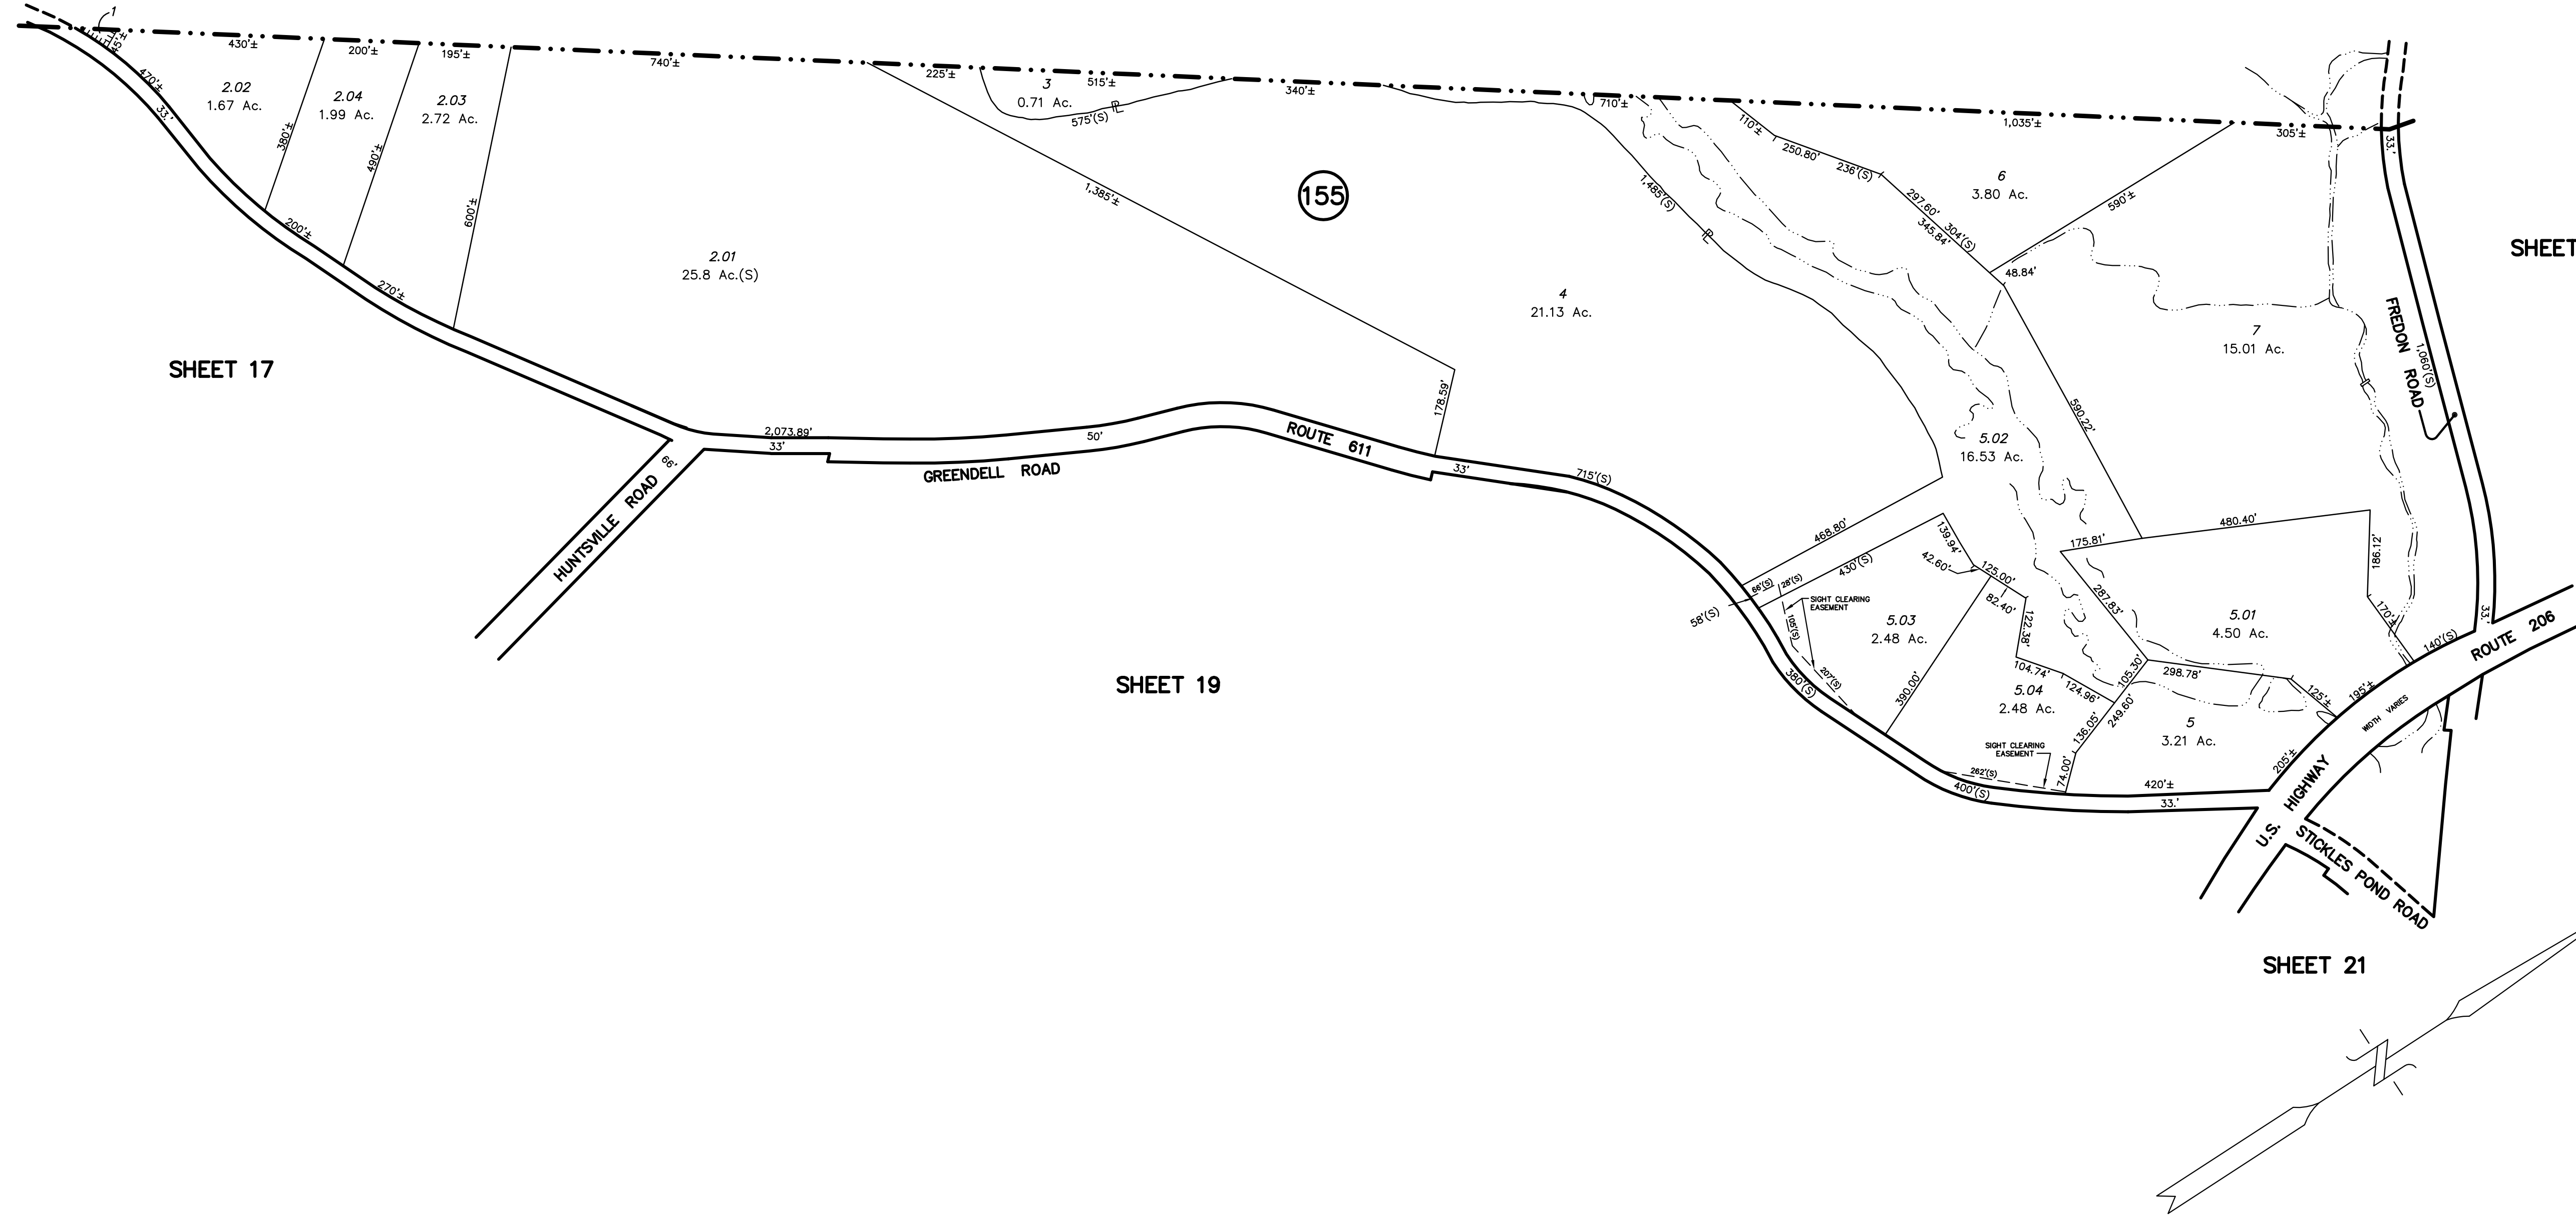 1
45'±
430'±
200'±
195'±
740'±
225'±
515'±
340'±
710'±
1,035'±
305'±
470'±
33.'
2.02
1.67 Ac.
380'±
2.04
1.99 Ac.
490'±
2.03
2.72 Ac.
600'±
200'±
270'±
2.01
25.8 Ac.(S)
3
0.71 Ac.
575'(S)
PL
1,385'±
155
4
21.13 Ac.
1,485'(S)
PL
110'±
250.80'
236'(S)
297.60'
304'(S)
345.84'
6
3.80 Ac.
590'±
48.84'
33.'
SHEET
7
15.01 Ac.
FREDON ROAD
1,060'(S)
590.22'
SHEET 17
178.59'
2,073.89'
33'
50'
ROUTE 611
33'
715'(S)
GREENDELL ROAD
66'
HUNTSVILLE ROAD
5.02
16.53 Ac.
468.80'
430'(S)
139.94'
42.60'
125.00'
82.40'
122.38'
175.81'
480.40'
186.12'
287.83'
170'±
66'(S)
28'(S)
58'(S)
SIGHT CLEARING
EASEMENT
105'(S)
207'(S)
5.03
2.48 Ac.
390.00'
380'(S)
5.01
4.50 Ac.
140'(S)
33.'
ROUTE 206
104.74'
124.96'
105.30'
298.78'
125'±
195'±
WIDTH VARIES
5.04
2.48 Ac.
136.05'
249.60'
5
3.21 Ac.
205'±
SIGHT CLEARING
EASEMENT
262'(S)
74.00'
400'(S)
420'±
33.'
U.S. HIGHWAY
STICKLES POND ROAD
SHEET 19
SHEET 21
N